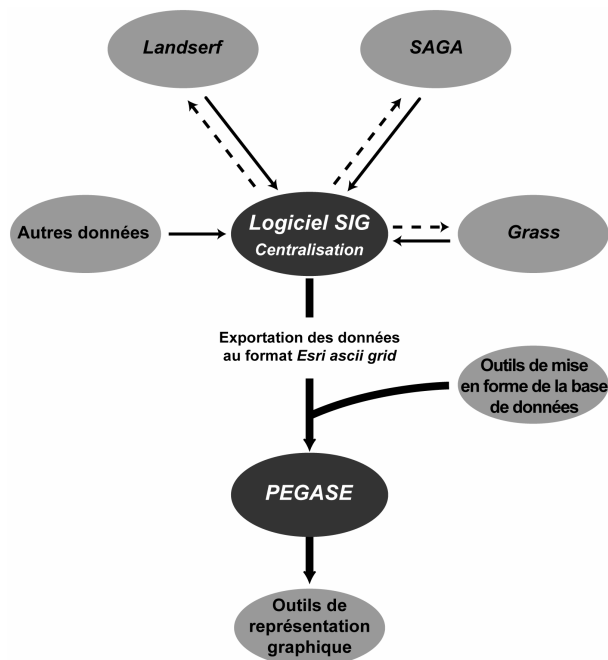 Landserf
SAGA
Autres données
Logiciel SIG
Centralisation
Grass
Exportation des données
au format Esri ascii grid
Outils de mise
en forme de la base
de données
PEGASE
Outils de
représentation
graphique